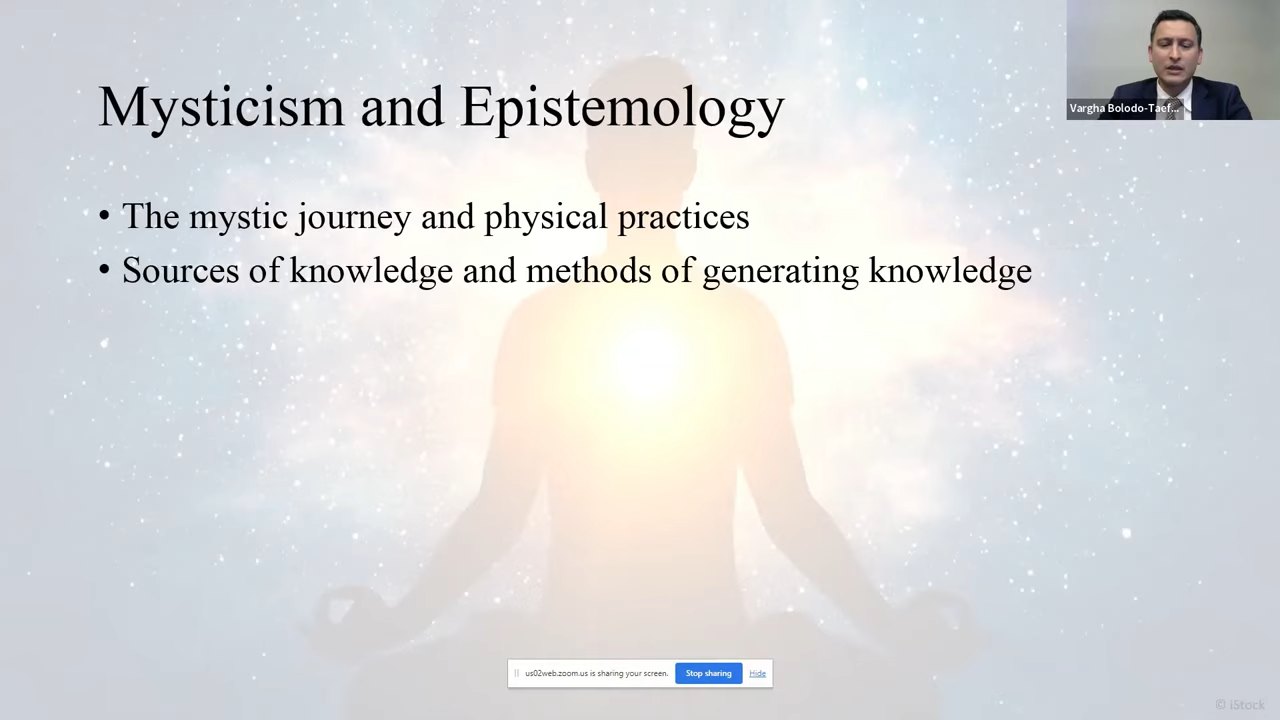 Mysticism and Epistemology
Vargha Bolodo-Taef...
• The mystic journey and physical practices
• Sources of knowledge and methods of generating knowledge
us02web.zoom.us is sharing your screen. Stop sharing Hide
© iStock